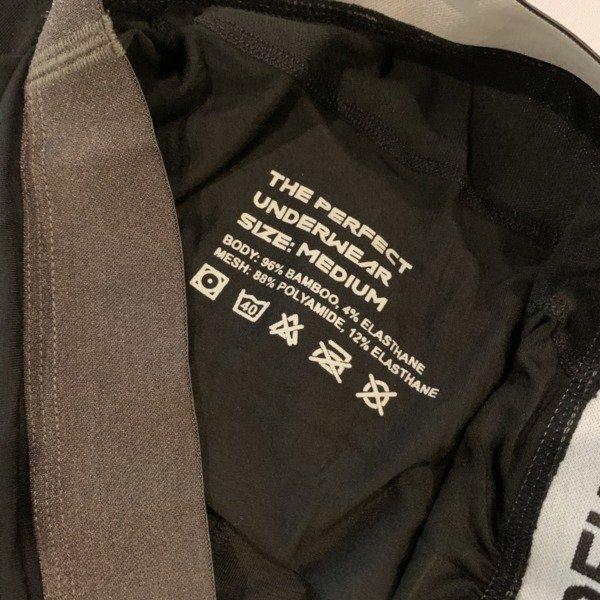 THE PERFECT
UNDERWEAR
SIZE: MEDIUM
BODY: 96% BAMBOO, 4% ELASTHANE
MESH: 88% POLYAMIDE, 12% ELASTHANE
40